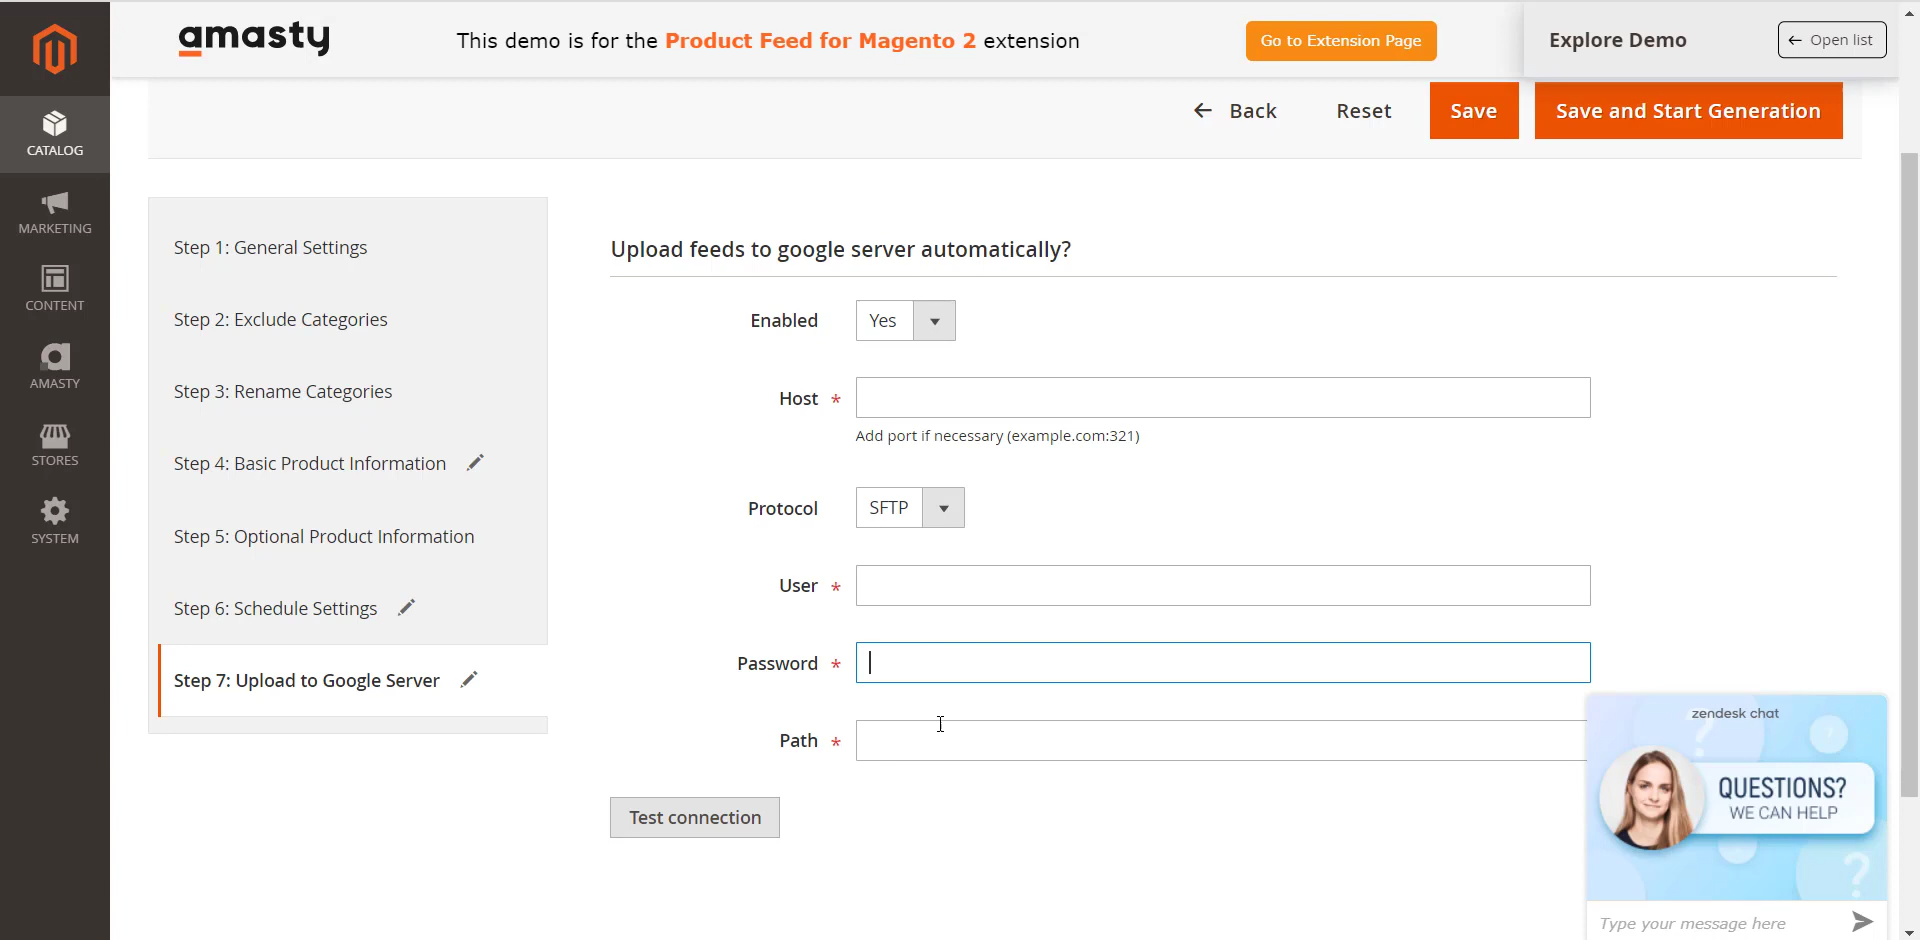 amasty
This demo is for the Product Feed for Magento 2 extension
Go to Extension Page
Explore Demo
← Open list
← Back
Reset
Save
Save and Start Generation
CATALOG
MARKETING
CONTENT
AMASTY
STORES
SYSTEM
Step 1: General Settings
Step 2: Exclude Categories
Step 3: Rename Categories
Step 4: Basic Product Information
Step 5: Optional Product Information
Step 6: Schedule Settings
Step 7: Upload to Google Server
Upload feeds to google server automatically?
Enabled
Yes
Host *
Add port if necessary (example.com:321)
Protocol
SFTP
User *
Password *
Path *
Test connection
zendesk chat
QUESTIONS?
WE CAN HELP
Type your message here